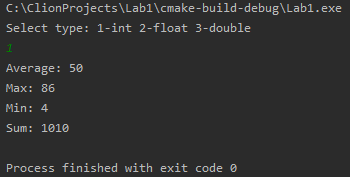 C:\ClionProjects\Lab1\cmake-build-debug\Lab1.exe
Select type: 1-int 2-float 3-double
1
Average: 50
Max: 86
Min: 4
Sum: 1010
Process finished with exit code 0